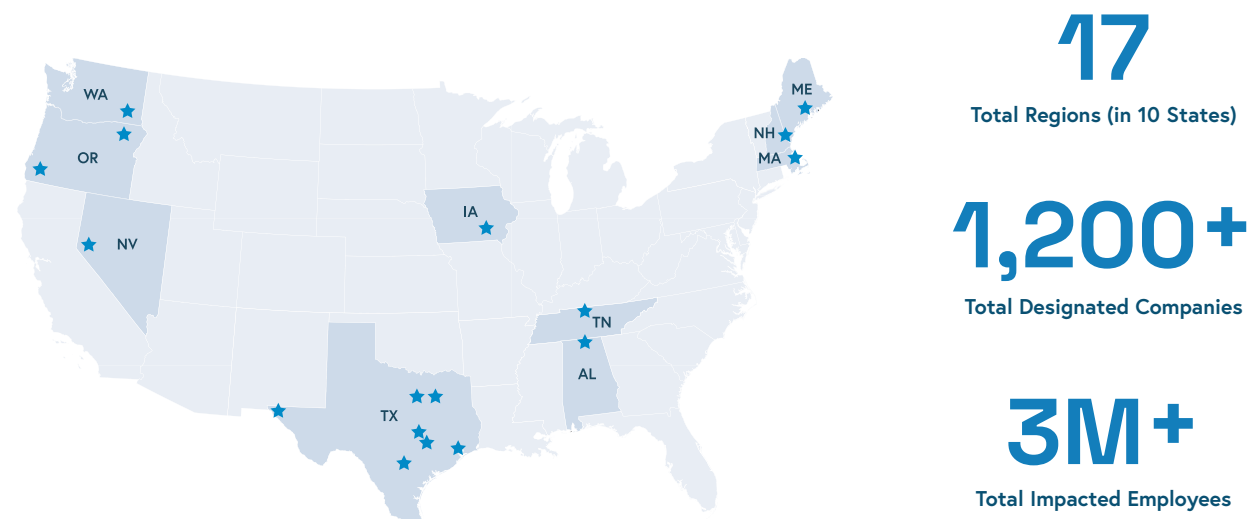 WA
OR
NV
IA
TX
TN
AL
ME
NH
MA
17
Total Regions (in 10 States)
1,200+
Total Designated Companies
3M+
Total Impacted Employees